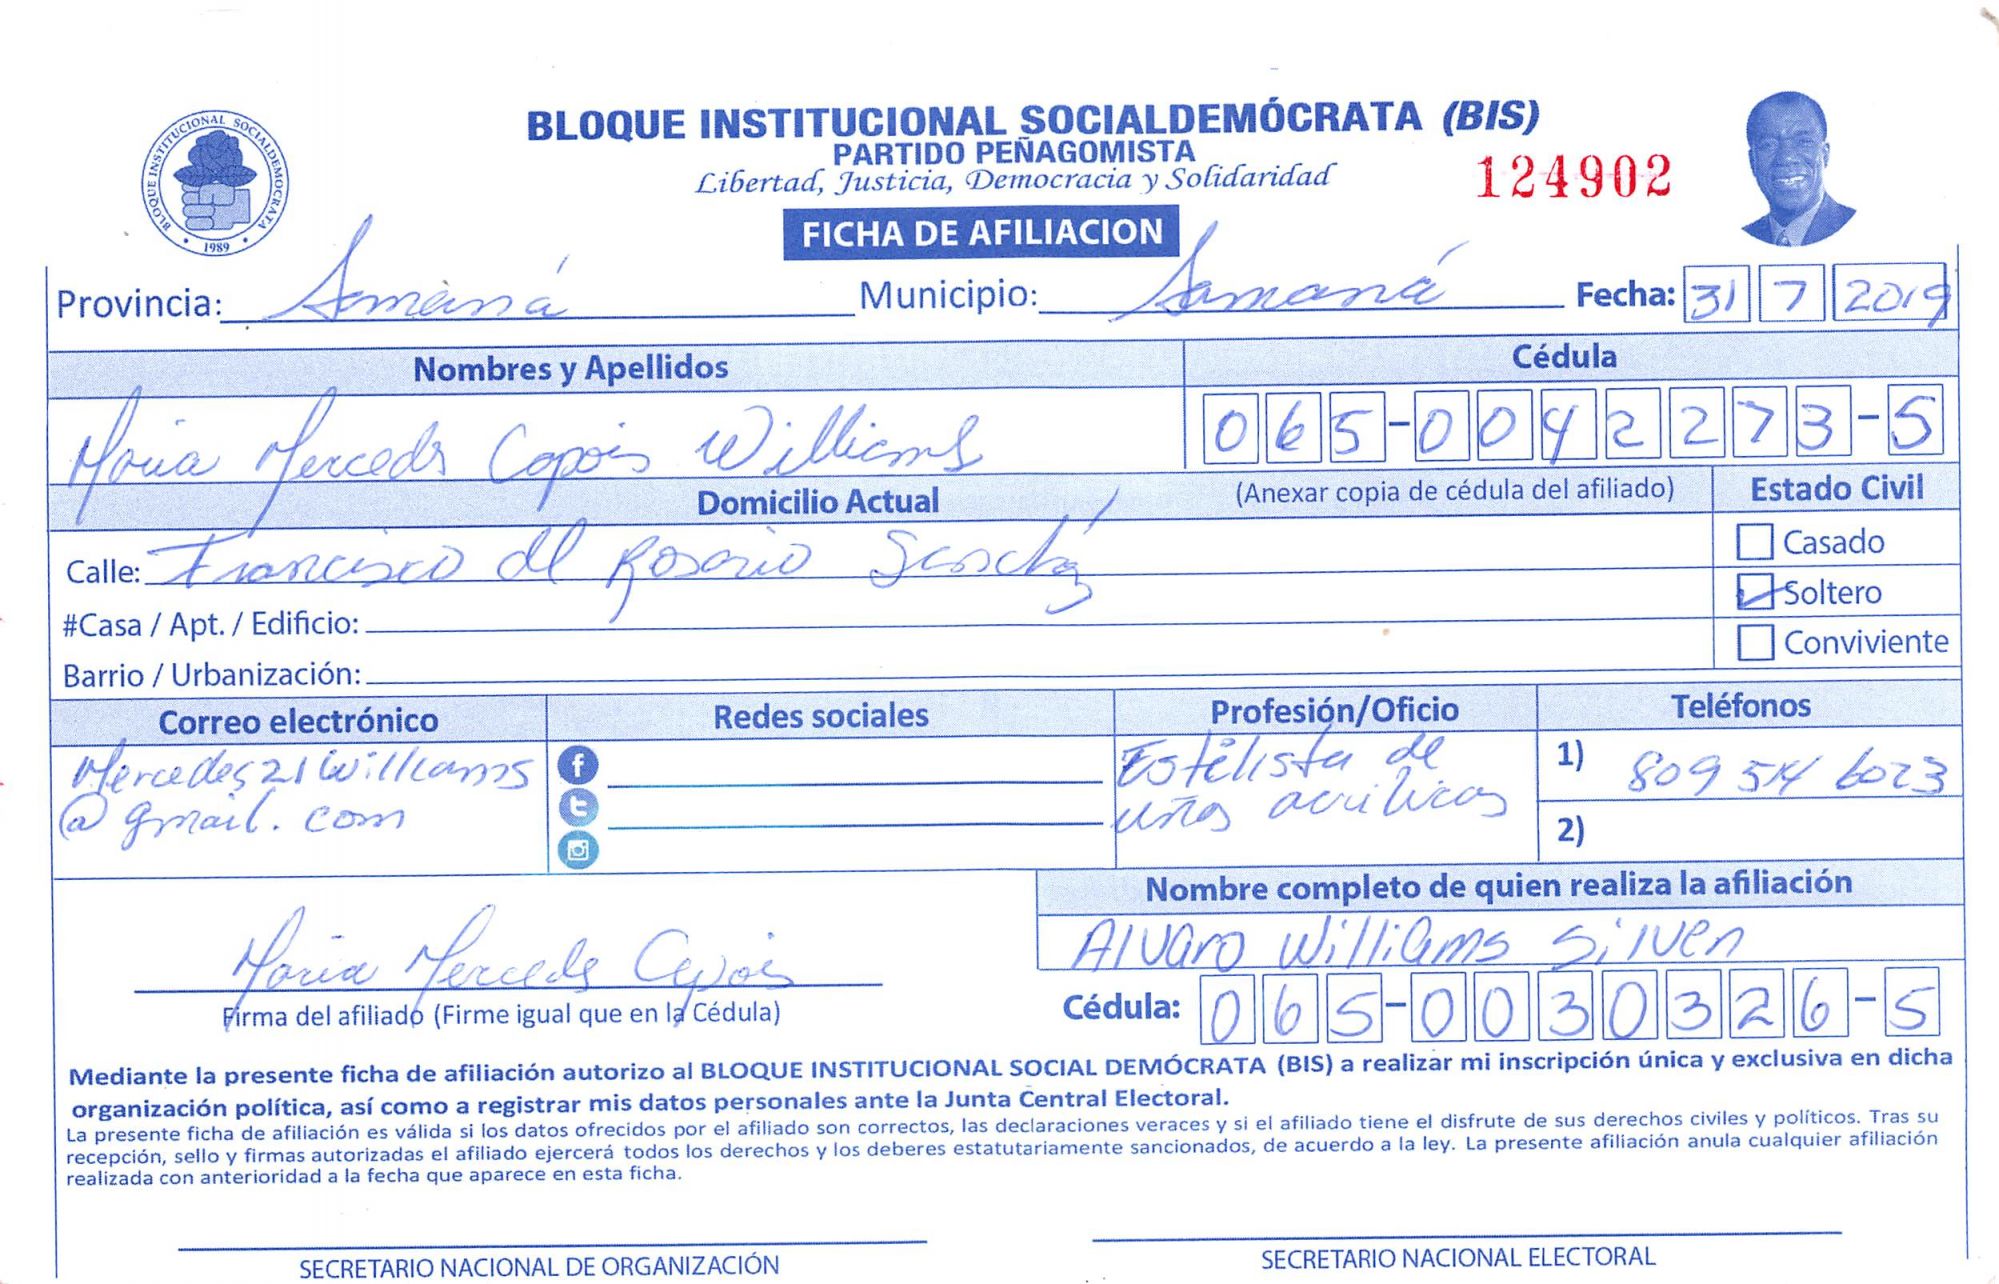 BLOQUE INSTITUCIONAL SOCIALDEMÓCRATA (BIS)
PARTIDO PEÑAGOMISTA
Libertad, Justicia, Democracia y Solidaridad
124902
BLOQUE INSTITUCIONAL SOCIALDEMOCRATA
1989
FICHA DE AFILIACION
Provincia: Samaná Municipio: Samaná Fecha: 31 7 2019
Nombres y Apellidos Cédula
Maria Mercedes Capois Williams 065-0042273-5
Domicilio Actual (Anexar copia de cédula del afiliado) Estado Civil
Casado
Calle: Francisco del Rosario Sanchéz
Soltero
#Casa / Apt. / Edificio:
Conviviente
Barrio / Urbanización:
Correo electrónico Redes sociales Profesión/Oficio Teléfonos
Mercedes21Williams Estilista de 1) 809 514 6023
@gmail.com uñas acrilicas 2)
Nombre completo de quien realiza la afiliación
Alvaro Williams Silven
Maria Mercede Capois
Firma del afiliado (Firme igual que en la Cédula) Cédula: 065-0030326-5
Mediante la presente ficha de afiliación autorizo al BLOQUE INSTITUCIONAL SOCIAL DEMÓCRATA (BIS) a realizar mi inscripción única y exclusiva en dicha
organización política, así como a registrar mis datos personales ante la Junta Central Electoral.
La presente ficha de afiliación es válida si los datos ofrecidos por el afiliado son correctos, las declaraciones veraces y si el afiliado tiene el disfrute de sus derechos civiles y políticos. Tras su
recepción, sello y firmas autorizadas el afiliado ejercerá todos los derechos y los deberes estatutariamente sancionados, de acuerdo a la ley. La presente afiliación anula cualquier afiliación
realizada con anterioridad a la fecha que aparece en esta ficha.
SECRETARIO NACIONAL DE ORGANIZACIÓN SECRETARIO NACIONAL ELECTORAL